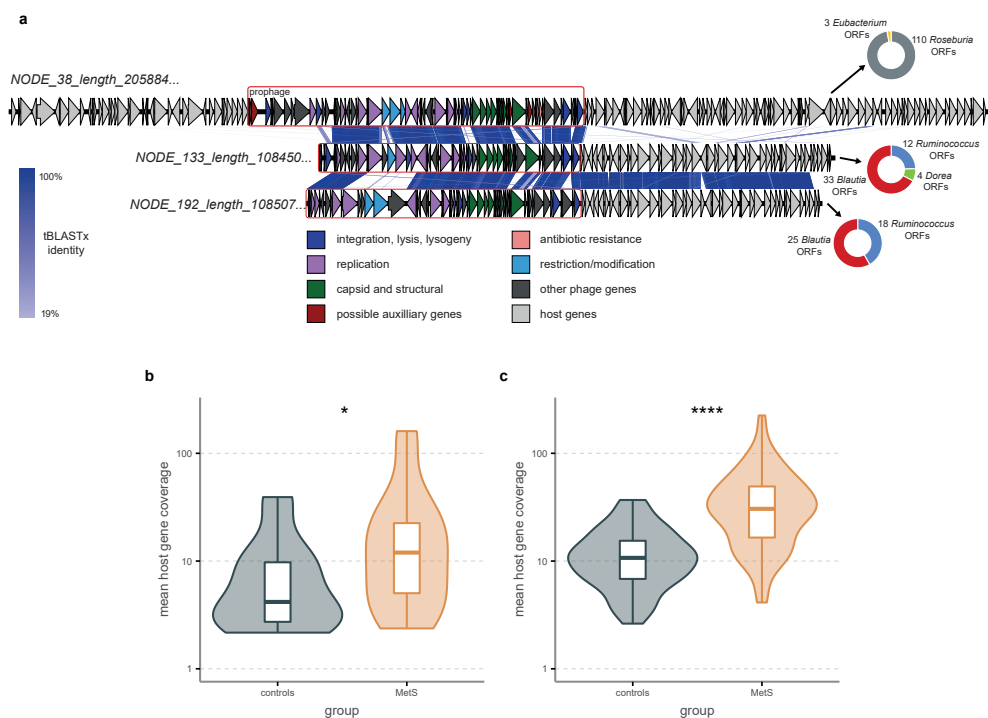 a
3 Eubacterium
ORFs
110 Roseburia
ORFs
NODE_38_length_205884...
prophage
NODE_133_length_108450...
12 Ruminococcus
ORFs
33 Blautia
ORFs
4 Dorea
ORFs
NODE_192_length_108507...
18 Ruminococcus
ORFs
25 Blautia
ORFs
100%
tBLASTx
identity
19%
integration, lysis, lysogeny
replication
capsid and structural
possible auxilliary genes
antibiotic resistance
restriction/modification
other phage genes
host genes
b
*
mean host gene coverage
100
10
1
controls
MetS
group
c
****
mean host gene coverage
100
10
1
controls
MetS
group